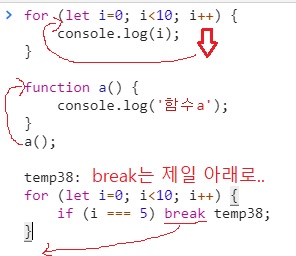 > for (let i=0; i<10; i++) {
console.log(i);
}
function a() {
console.log('함수a');
}
a();
temp38: break는 제일 아래로..
for (let i=0; i<10; i++) {
if (i === 5) break temp38;
}